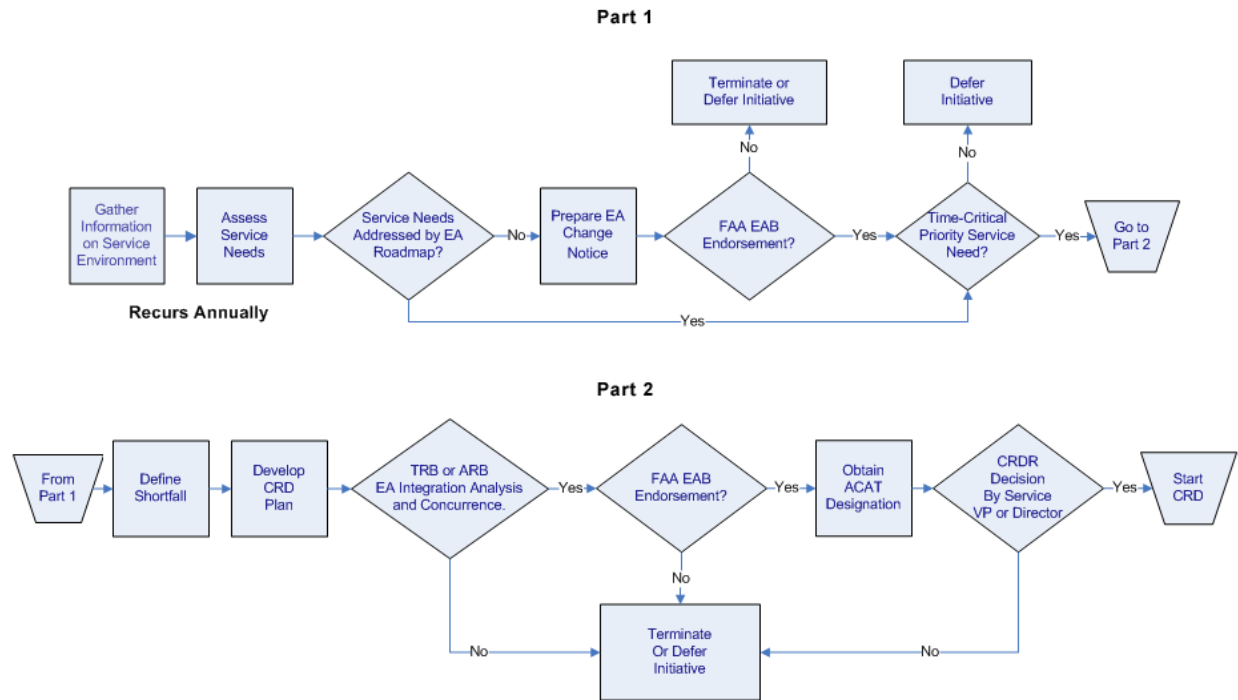 Part 1
Terminate or
Defer Initiative
Defer
Initiative
No
No
Gather
Information
on Service
Environment
Assess
Service
Needs
Service Needs
Addressed by EA
Roadmap?
No
Prepare EA
Change
Notice
FAA EAB
Endorsement?
Yes
Time-Critical
Priority Service
Need?
Yes
Go to
Part 2
Recurs Annually
Yes
Part 2
From
Part 1
Define
Shortfall
Develop
CRD
Plan
TRB or ARB
EA Integration Analysis
and Concurrence.
Yes
FAA EAB
Endorsement?
Yes
Obtain
ACAT
Designation
CRDR
Decision
By Service
VP or Director
Yes
Start
CRD
No
No
Terminate
Or Defer
Initiative
No